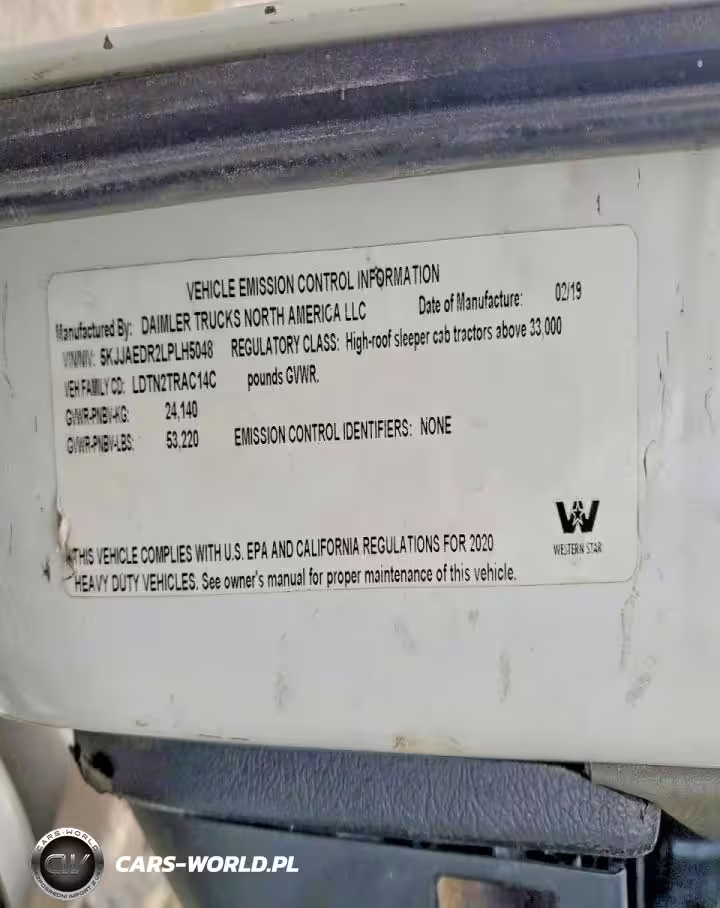 VEHICLE EMISSION CONTROL INFORMATION
Manufactured By: DAIMLER TRUCKS NORTH AMERICA LLC Date of Manufacture: 02/19
VIN/NIV: 5KJJAEDR2LPLH5048 REGULATORY CLASS: High-roof sleeper cab tractors above 33,000
VEH FAMILY CD: LDTN2TRAC14C pounds GVWR.
GVWR-PNBV-KG: 24,140
GVWR-PNBV-LBS: 53,220 EMISSION CONTROL IDENTIFIERS: NONE
WESTERN STAR
THIS VEHICLE COMPLIES WITH U.S. EPA AND CALIFORNIA REGULATIONS FOR 2020
HEAVY DUTY VEHICLES. See owner's manual for proper maintenance of this vehicle.
CARS-WORLD
CW
CARS-WORLD.PL